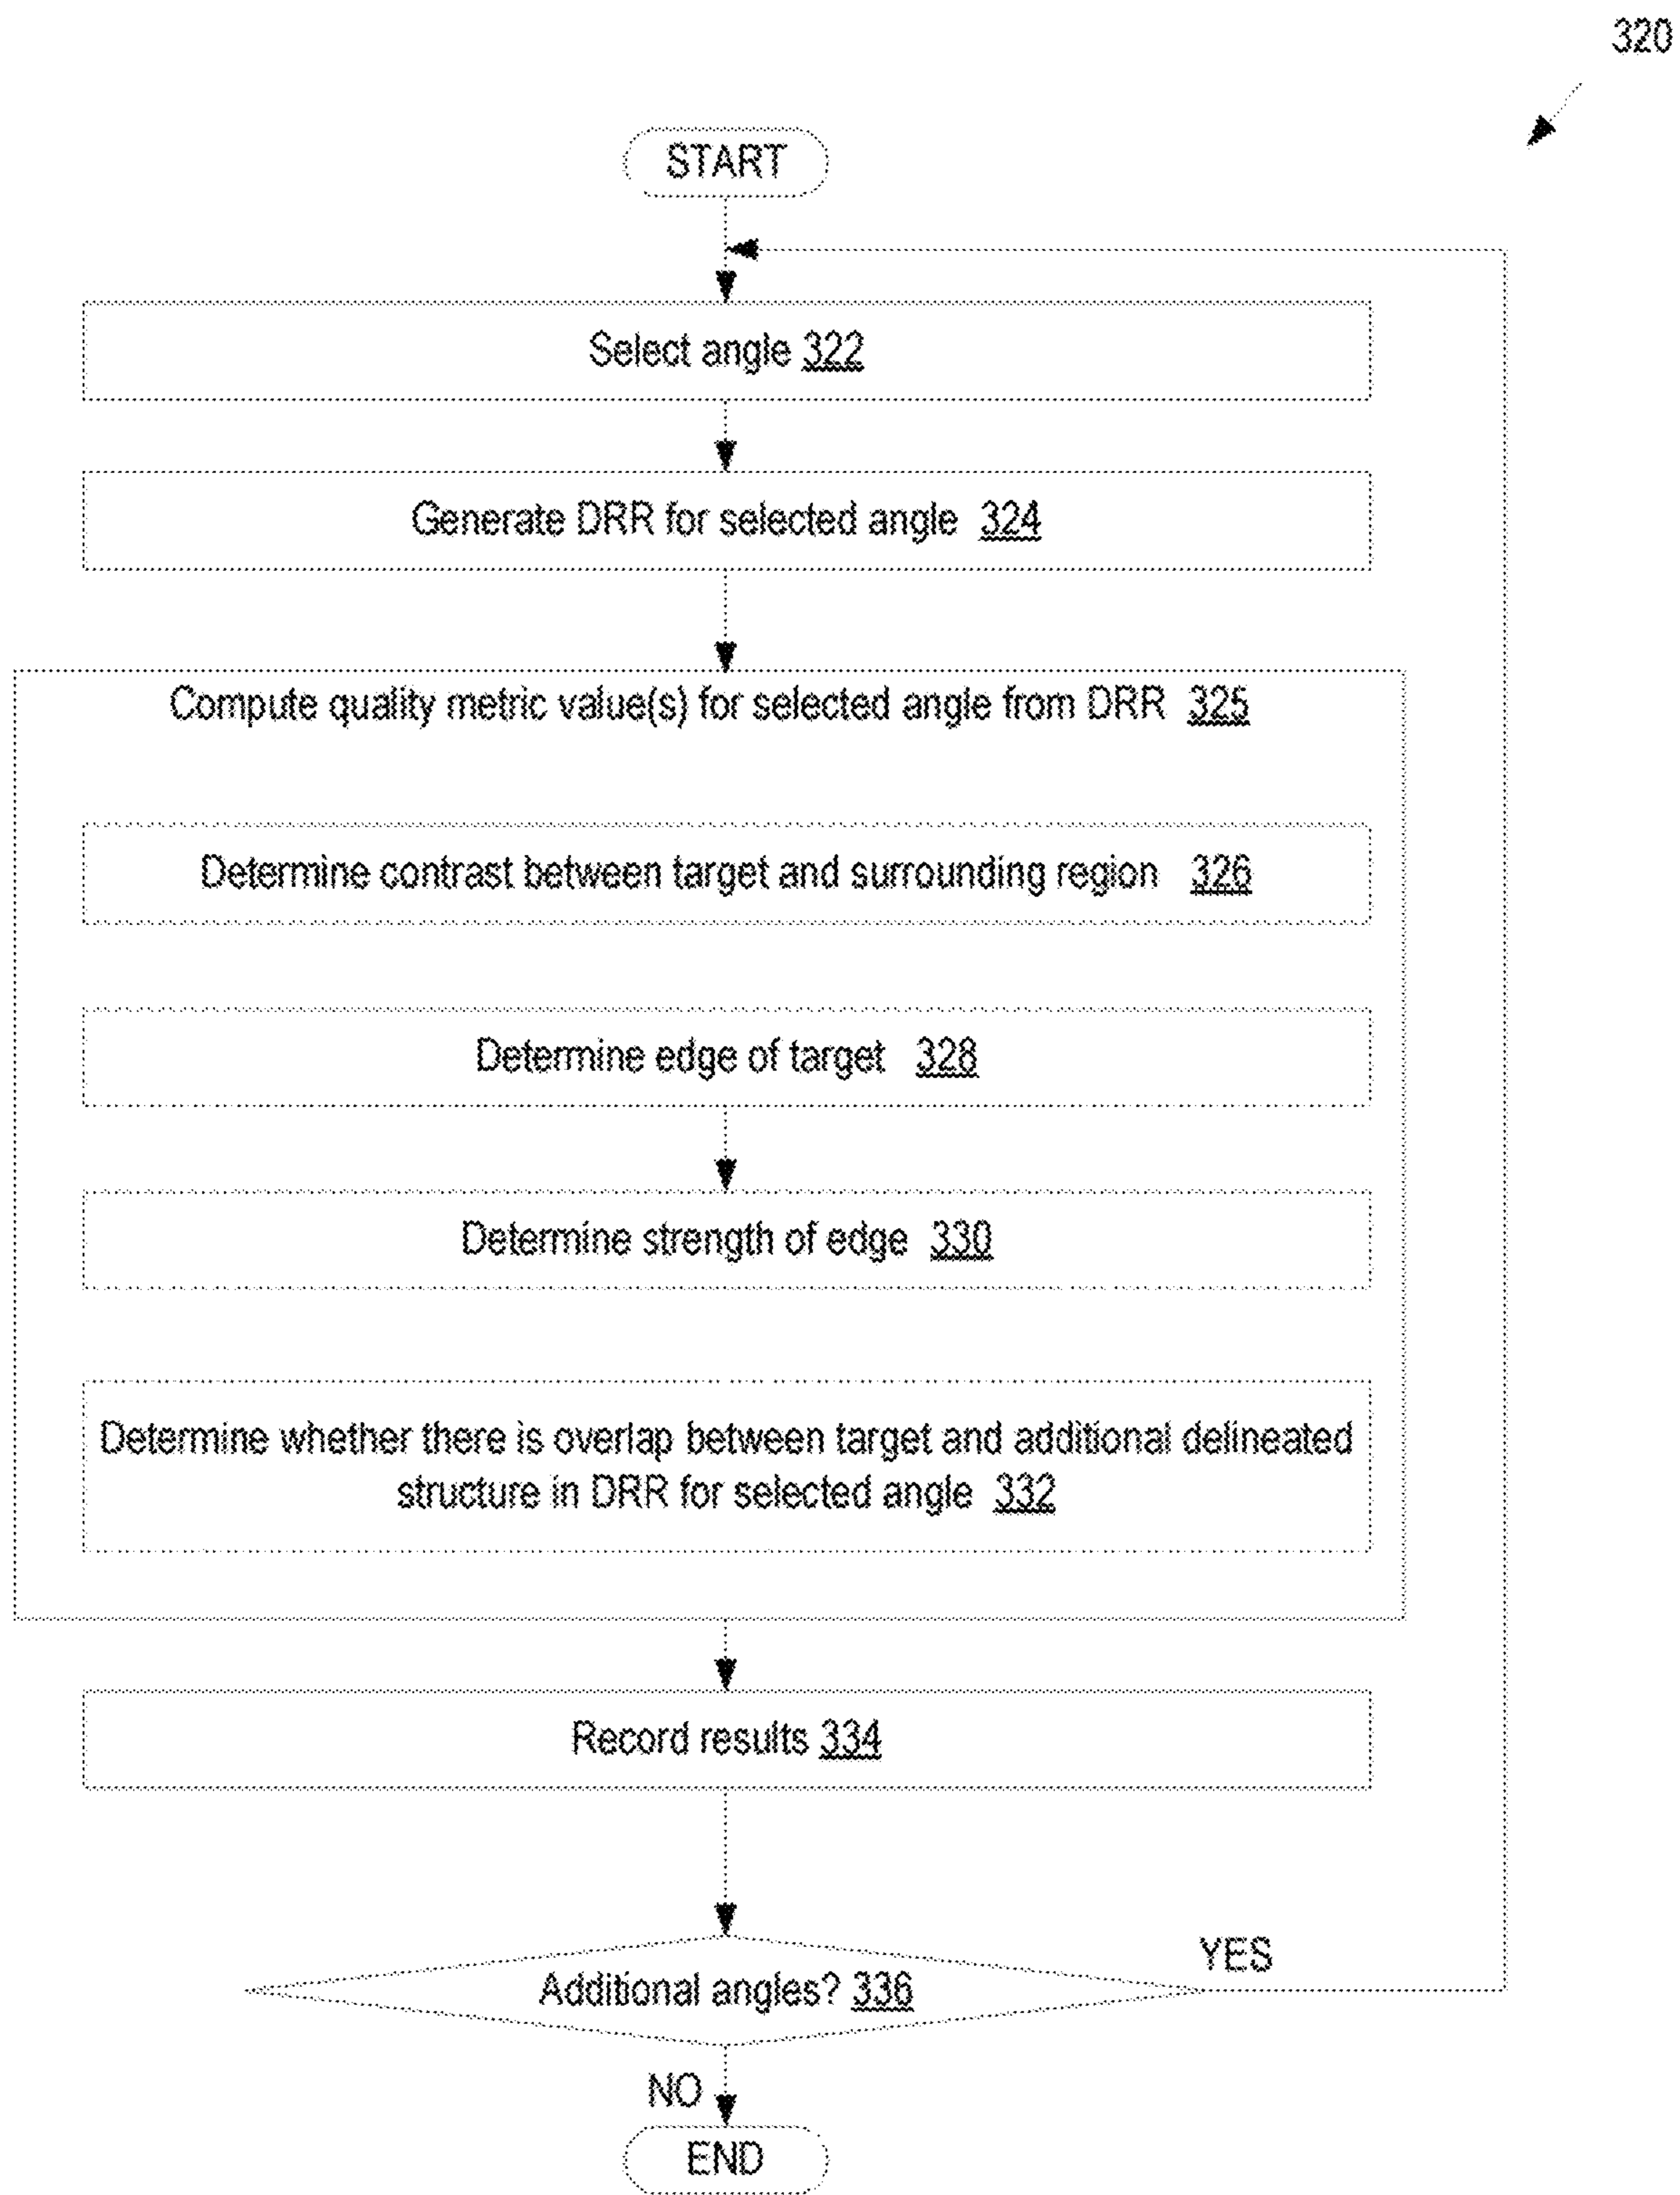 320
START
Select angle 322
Generate DRR for selected angle 324
Compute quality metric value(s) for selected angle from DRR 325
Determine contrast between target and surrounding region 326
Determine edge of target 328
Determine strength of edge 330
Determine whether there is overlap between target and additional delineated
structure in DRR for selected angle 332
Record results 334
YES
Additional angles? 336
NO
END